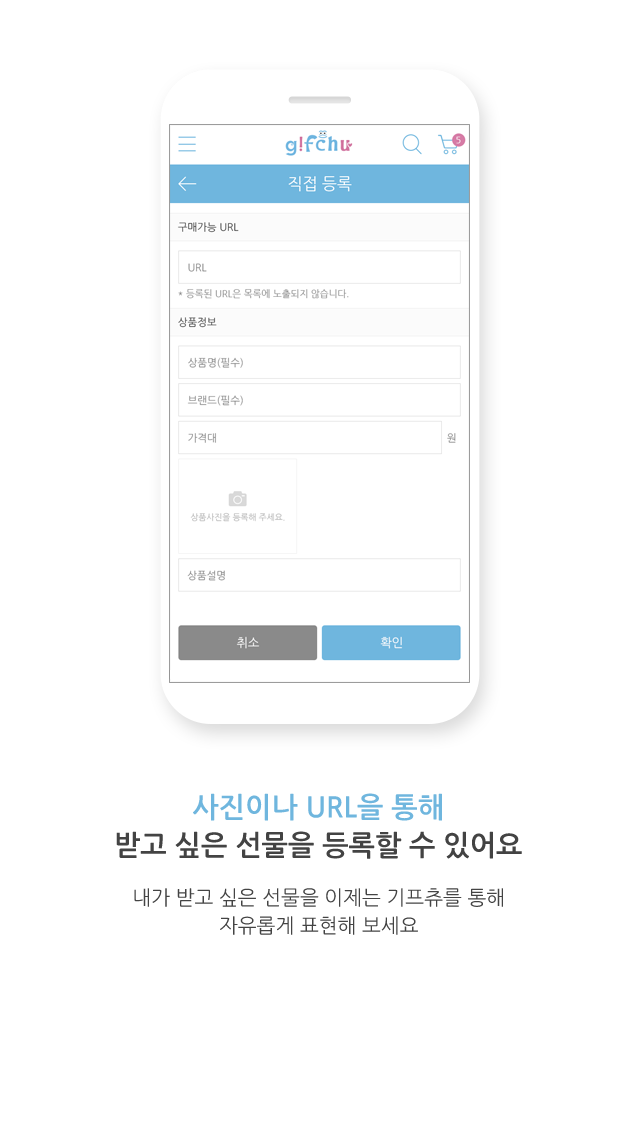 gifchu
5
직접 등록
구매가능 URL
URL
* 등록된 URL은 목록에 노출되지 않습니다.
상품정보
상품명(필수)
브랜드(필수)
가격대
원
상품사진을 등록해 주세요.
상품설명
취소
확인
사진이나 URL을 통해
받고 싶은 선물을 등록할 수 있어요
내가 받고 싶은 선물을 이제는 기프츄를 통해
자유롭게 표현해 보세요